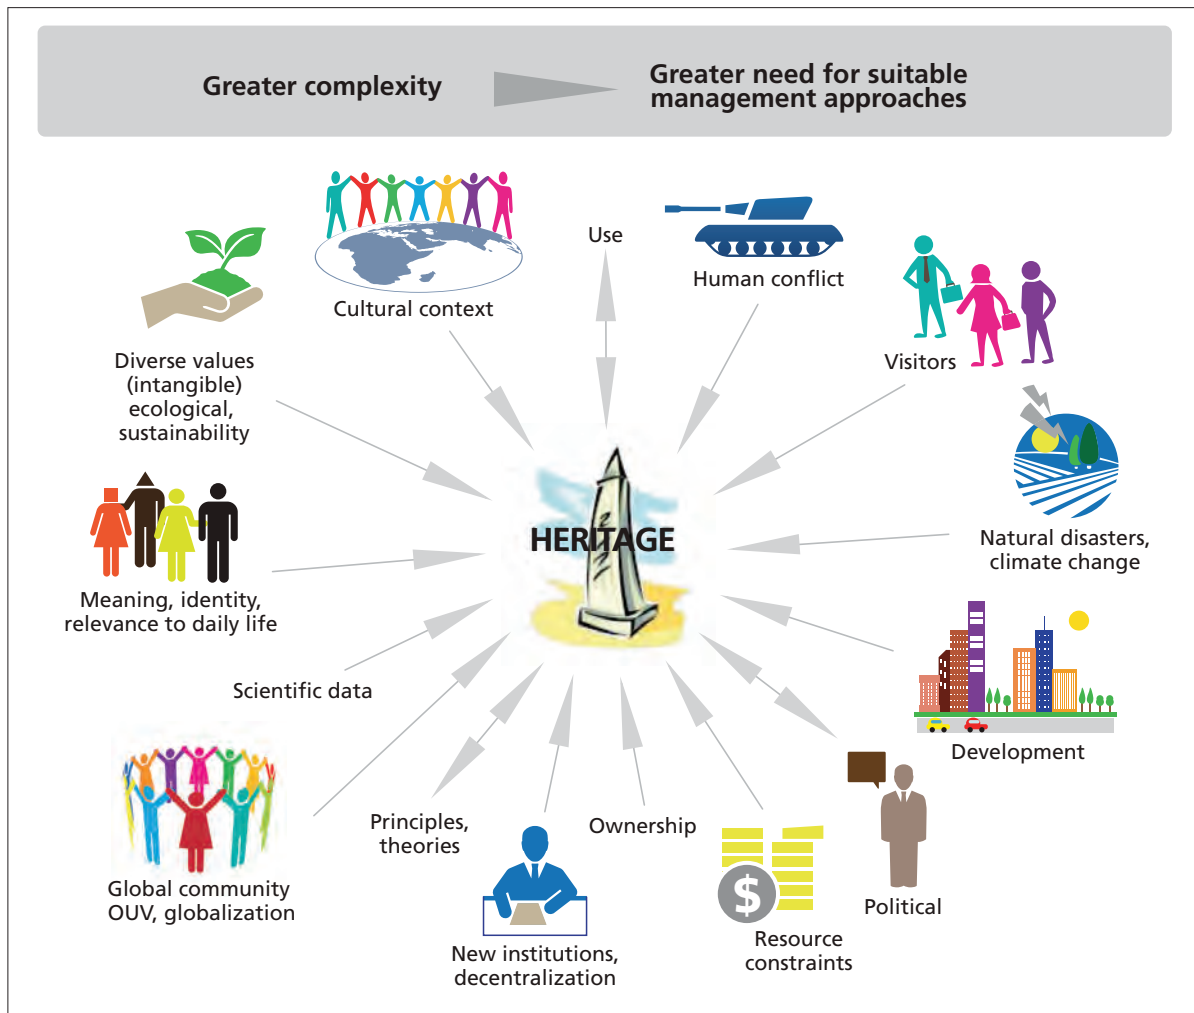 Greater complexity
Greater need for suitable
management approaches
Use
Human conflict
Cultural context
Visitors
Diverse values
(intangible)
ecological,
sustainability
HERITAGE
Natural disasters,
climate change
Meaning, identity,
relevance to daily life
Scientific data
Development
Principles,
theories
Ownership
Global community
OUV, globalization
$
Political
New institutions,
decentralization
Resource
constraints